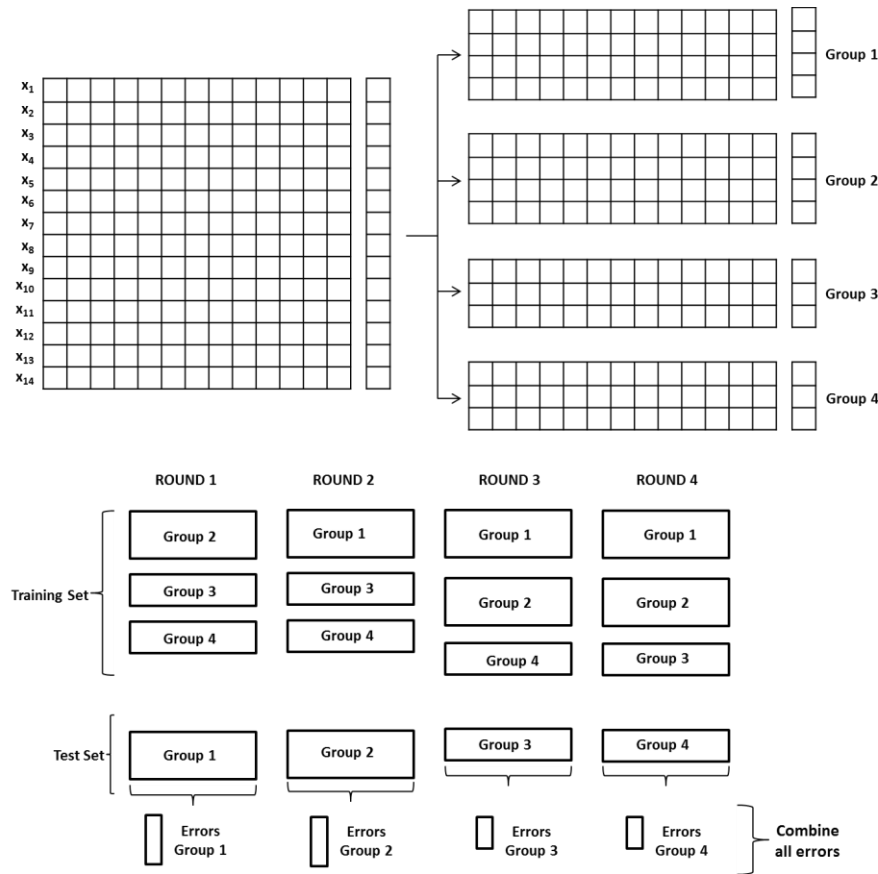 x1
x2
x3
x4
x5
x6
x7
x8
x9
x10
x11
x12
x13
x14
Group 1
Group 2
Group 3
Group 4
ROUND 1 ROUND 2 ROUND 3 ROUND 4
Training Set
Group 2 Group 1 Group 1 Group 1
Group 3 Group 3 Group 2 Group 2
Group 4 Group 4 Group 4 Group 3
Test Set
Group 1 Group 2 Group 3 Group 4
Errors Errors Errors Errors
Group 1 Group 2 Group 3 Group 4
Combine
all errors